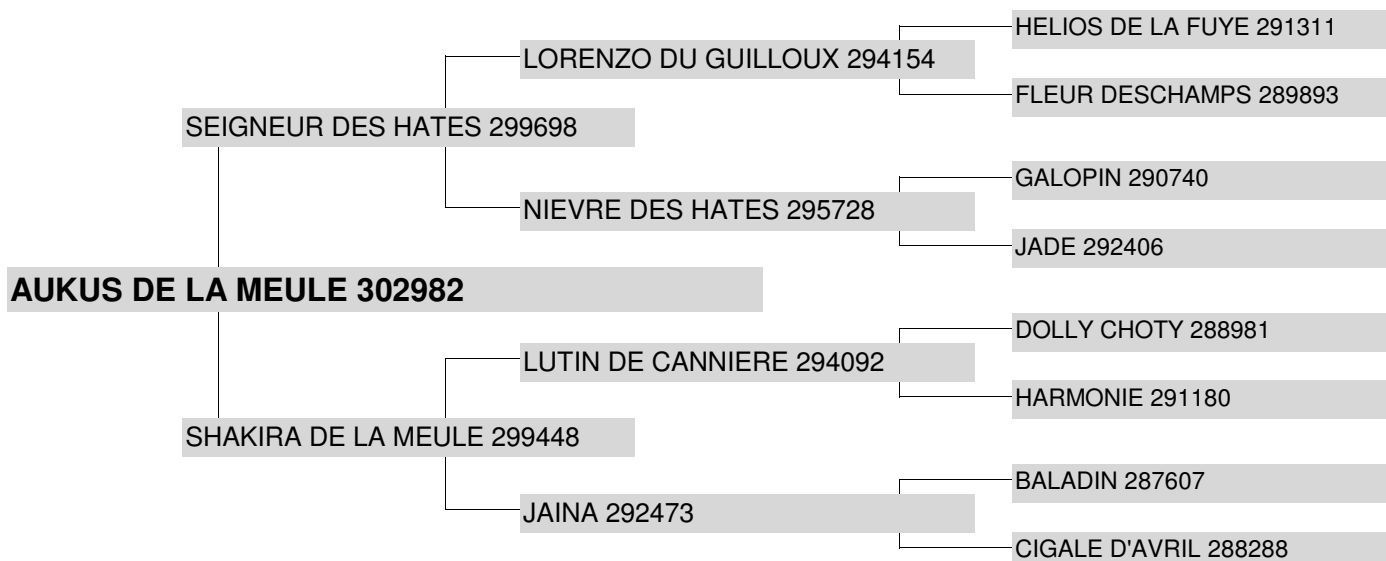 HELIOS DE LA FUYE 291311
LORENZO DU GUILLOUX 294154
FLEUR DESCHAMPS 289893
SEIGNEUR DES HATES 299698
GALOPIN 290740
NIEVRE DES HATES 295728
JADE 292406
AUKUS DE LA MEULE 302982
DOLLY CHOTY 288981
LUTIN DE CANNIERE 294092
HARMONIE 291180
SHAKIRA DE LA MEULE 299448
BALADIN 287607
JAINA 292473
CIGALE D'AVRIL 288288